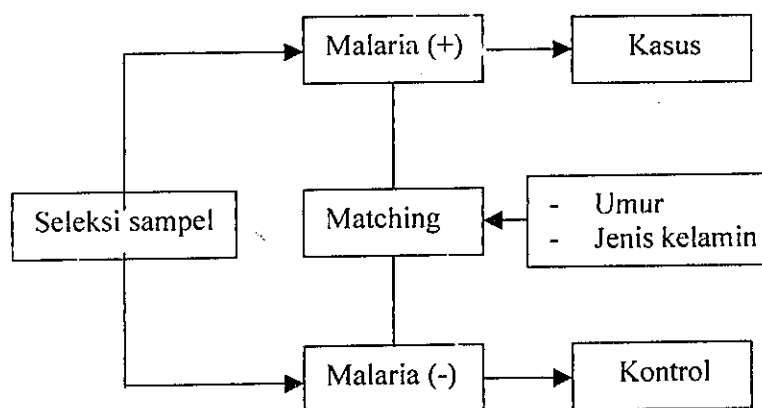 Malaria (+)
Kasus
Seleksi sampel
Matching
- Umur
- Jenis kelamin
Malaria (-)
Kontrol